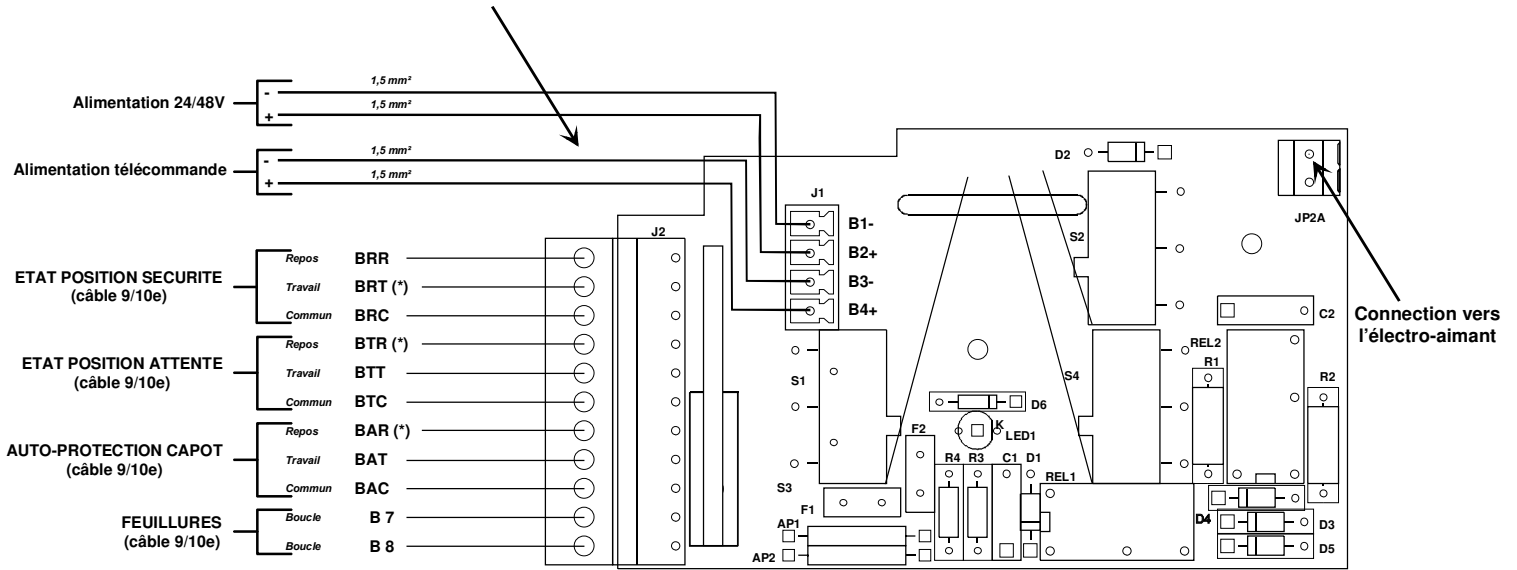 Alimentation 24/48V
-
1,5 mm²
+
1,5 mm²
Alimentation télécommande
-
1,5 mm²
+
1,5 mm²
J1
B1-
B2+
B3-
B4+
J2
D2
S2
JP2A
C2
Connection vers
l'électro-aimant
ETAT POSITION SECURITE
(câble 9/10e)
Repos BRR
Travail BRT (*)
Commun BRC
ETAT POSITION ATTENTE
(câble 9/10e)
Repos BTR (*)
Travail BTT
Commun BTC
AUTO-PROTECTION CAPOT
(câble 9/10e)
Repos BAR (*)
Travail BAT
Commun BAC
FEUILLURES
(câble 9/10e)
Boucle B 7
Boucle B 8
S1
S4
REL2
R1
R2
D6
K
LED1
F2
R4 R3 C1 D1
REL1
S3
F1
AP1
AP2
D4
D3
D5